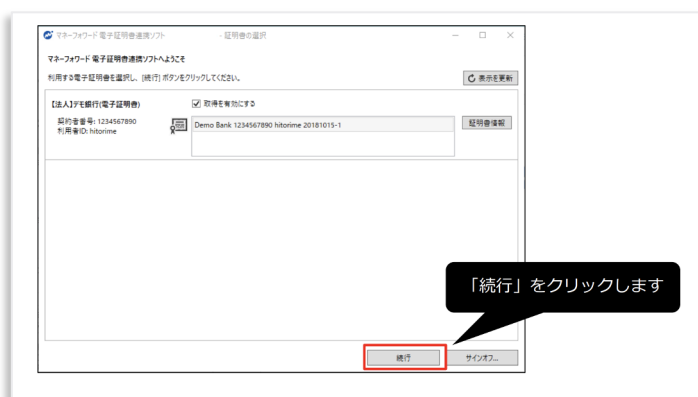 マネーフォワード 電子証明書連携ソフト - 証明書の選択
マネーフォワード 電子証明書連携ソフトへようこそ
利用する電子証明書を選択し、[続行] ボタンをクリックしてください。
表示を更新
【法人】デモ銀行(電子証明書)
取得を有効にする
契約者番号: 1234567890
利用者ID: hitorime
Demo Bank 1234567890 hitorime 20181015-1
証明書情報
「続行」をクリックします
続行
サインオフ...